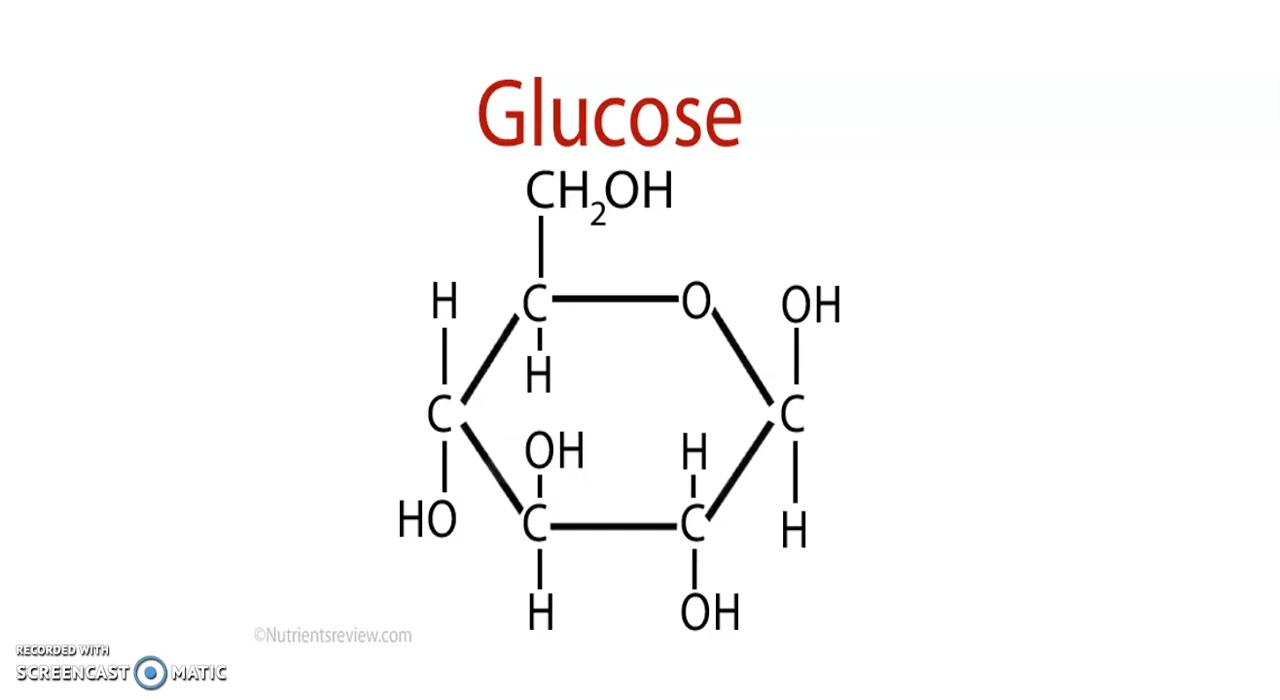 Glucose
CH₂OH
H C O OH
H
C C
OH H
HO C C H
H OH
©Nutrientsreview.com
RECORDED WITH
SCREENCAST MATIC